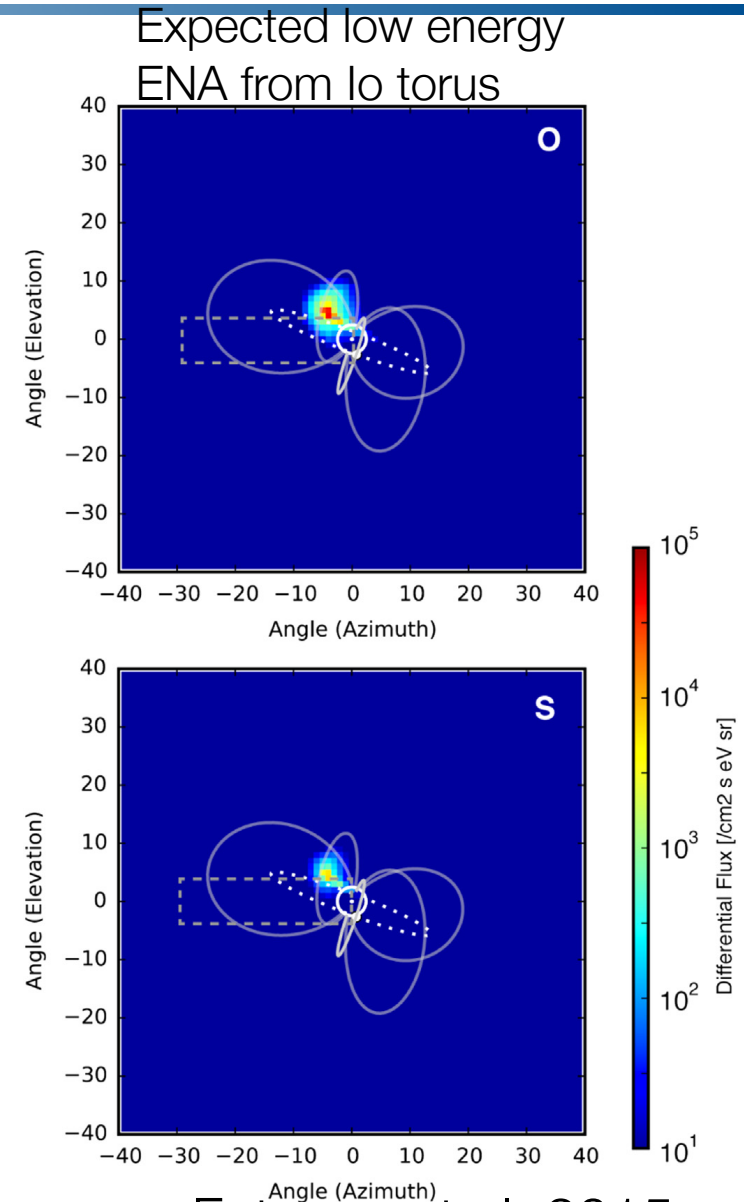 Expected low energy
ENA from Io torus
O
40
30
20
10
0
−10
−20
−30
−40
Angle (Elevation)
−40 −30 −20 −10 0 10 20 30 40
Angle (Azimuth)
S
40
30
20
10
0
−10
−20
−30
−40
Angle (Elevation)
−40 −30 −20 −10 0 10 20 30 40
Angle (Azimuth)
10^5
10^4
10^3
10^2
10^1
Differential Flux [/cm2 s eV sr]